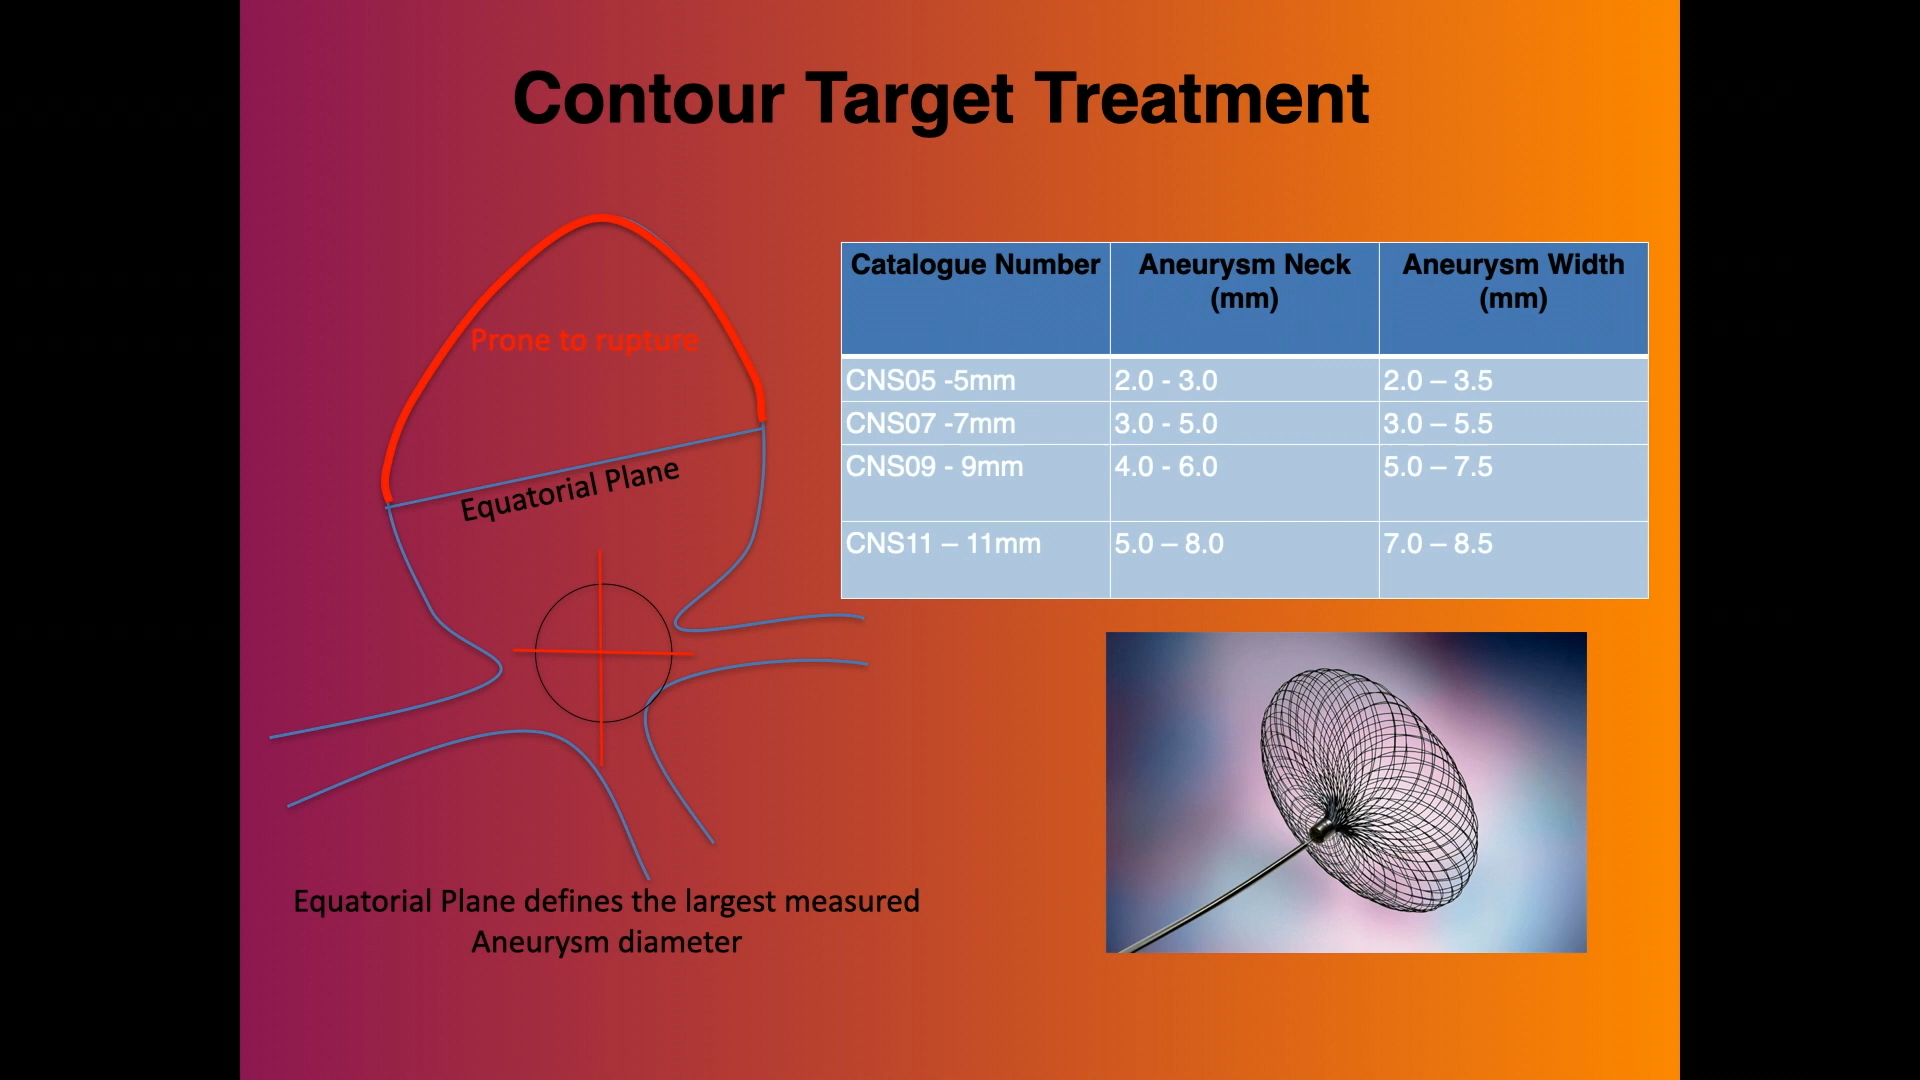 Contour Target Treatment
Prone to rupture
Equatorial Plane
Equatorial Plane defines the largest measured
Aneurysm diameter
Catalogue Number Aneurysm Neck (mm) Aneurysm Width (mm)
CNS05 -5mm 2.0 - 3.0 2.0 – 3.5
CNS07 -7mm 3.0 - 5.0 3.0 – 5.5
CNS09 - 9mm 4.0 - 6.0 5.0 – 7.5
CNS11 – 11mm 5.0 – 8.0 7.0 – 8.5